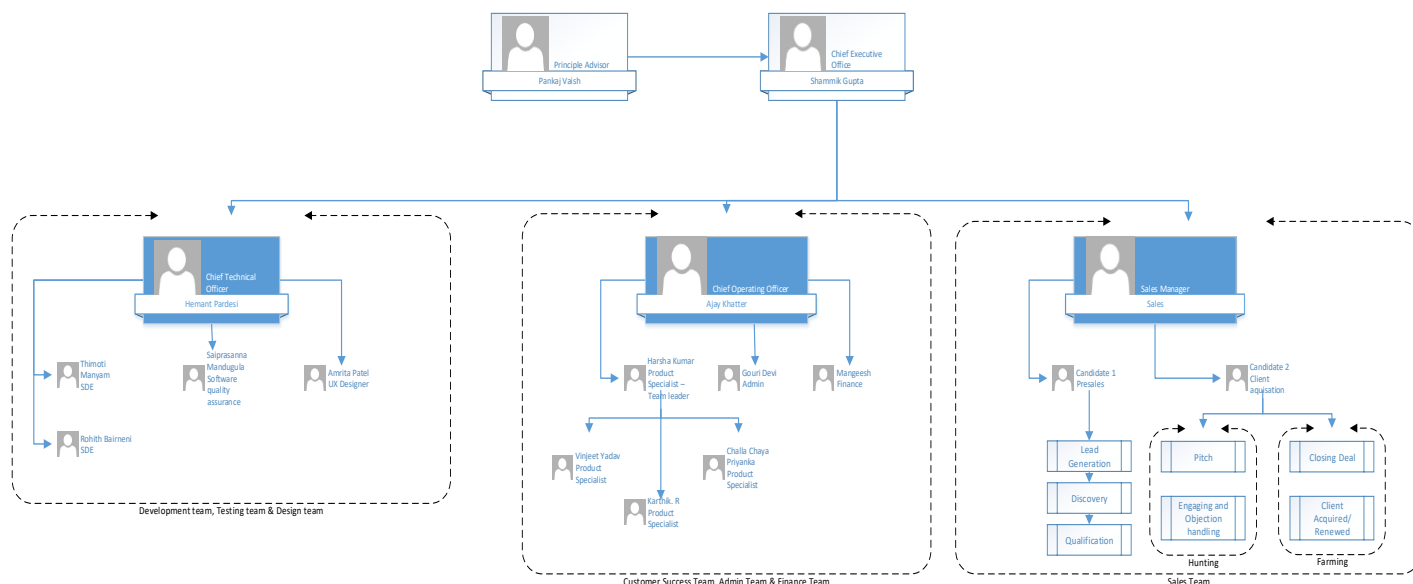 Principle Advisor
Pankaj Vaish
Chief Executive
Office
Shammik Gupta
Chief Technical
Officer
Hemant Pardesi
Thimoti
Manyam
SDE
Rohith Bairneni
SDE
Saiprasanna
Mandugula
Software
quality
assurance
Amrita Patel
UX Designer
Development team, Testing team & Design team
Chief Operating Officer
Ajay Khatter
Harsha Kumar
Product
Specialist –
Team leader
Gouri Devi
Admin
Mangeesh
Finance
Vinjeet Yadav
Product
Specialist
Karthik. R
Product
Specialist
Challa Chaya
Priyanka
Product
Specialist
Customer Success Team, Admin Team & Finance Team
Sales Manager
Sales
Candidate 1
Presales
Candidate 2
Client
aquisation
Lead
Generation
Discovery
Qualification
Pitch
Engaging and
Objection
handling
Hunting
Closing Deal
Client
Acquired/
Renewed
Farming
Sales Team